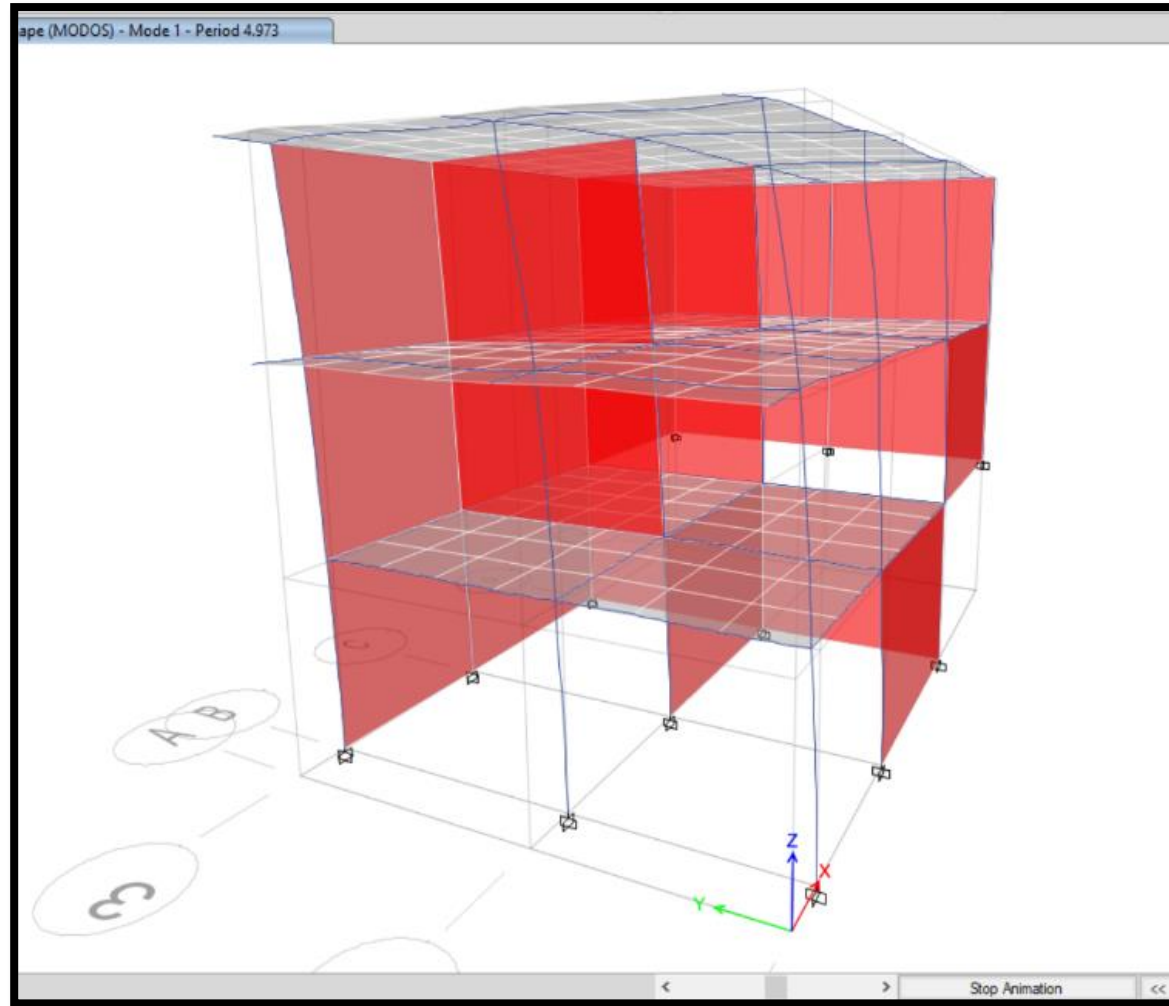 ape (MODOS) - Mode 1 - Period 4.973
C
B
A
3
Z
X
Y
Stop Animation
<<